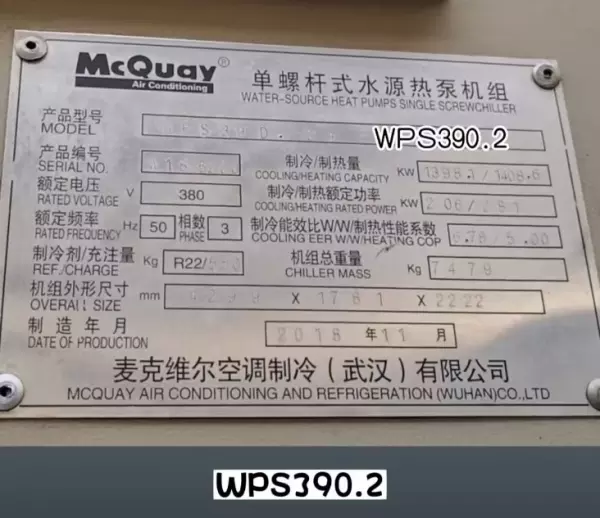 McQuay®
Air Conditioning
单螺杆式水源热泵机组
WATER-SOURCE HEAT PUMPS SINGLE SCREWCHILLER
产品型号
MODEL
WPS390.2
产品编号
SERIAL NO.
制冷/制热量 KW 1398.1/1408.6
COOLING/HEATING CAPACITY
额定电压 V 380
RATED VOLTAGE
制冷/制热额定功率 KW
COOLING/HEATING RATED POWER
额定频率 Hz 50 相数 3
RATED FREQUENCY PHASE
制冷能效比W/W/制热性能系数 6.78/5.00
COOLING EER W/W/HEATING COP
制冷剂/充注量 Kg R22/
REF./CHARGE
机组总重量 Kg 7479
CHILLER MASS
机组外形尺寸 mm X 1781 X 2222
OVERALL SIZE
制造年月 2018 年 11 月
DATE OF PRODUCTION
麦克维尔空调制冷(武汉)有限公司
MCQUAY AIR CONDITIONING AND REFRIGERATION (WUHAN)CO.,LTD
WPS390.2